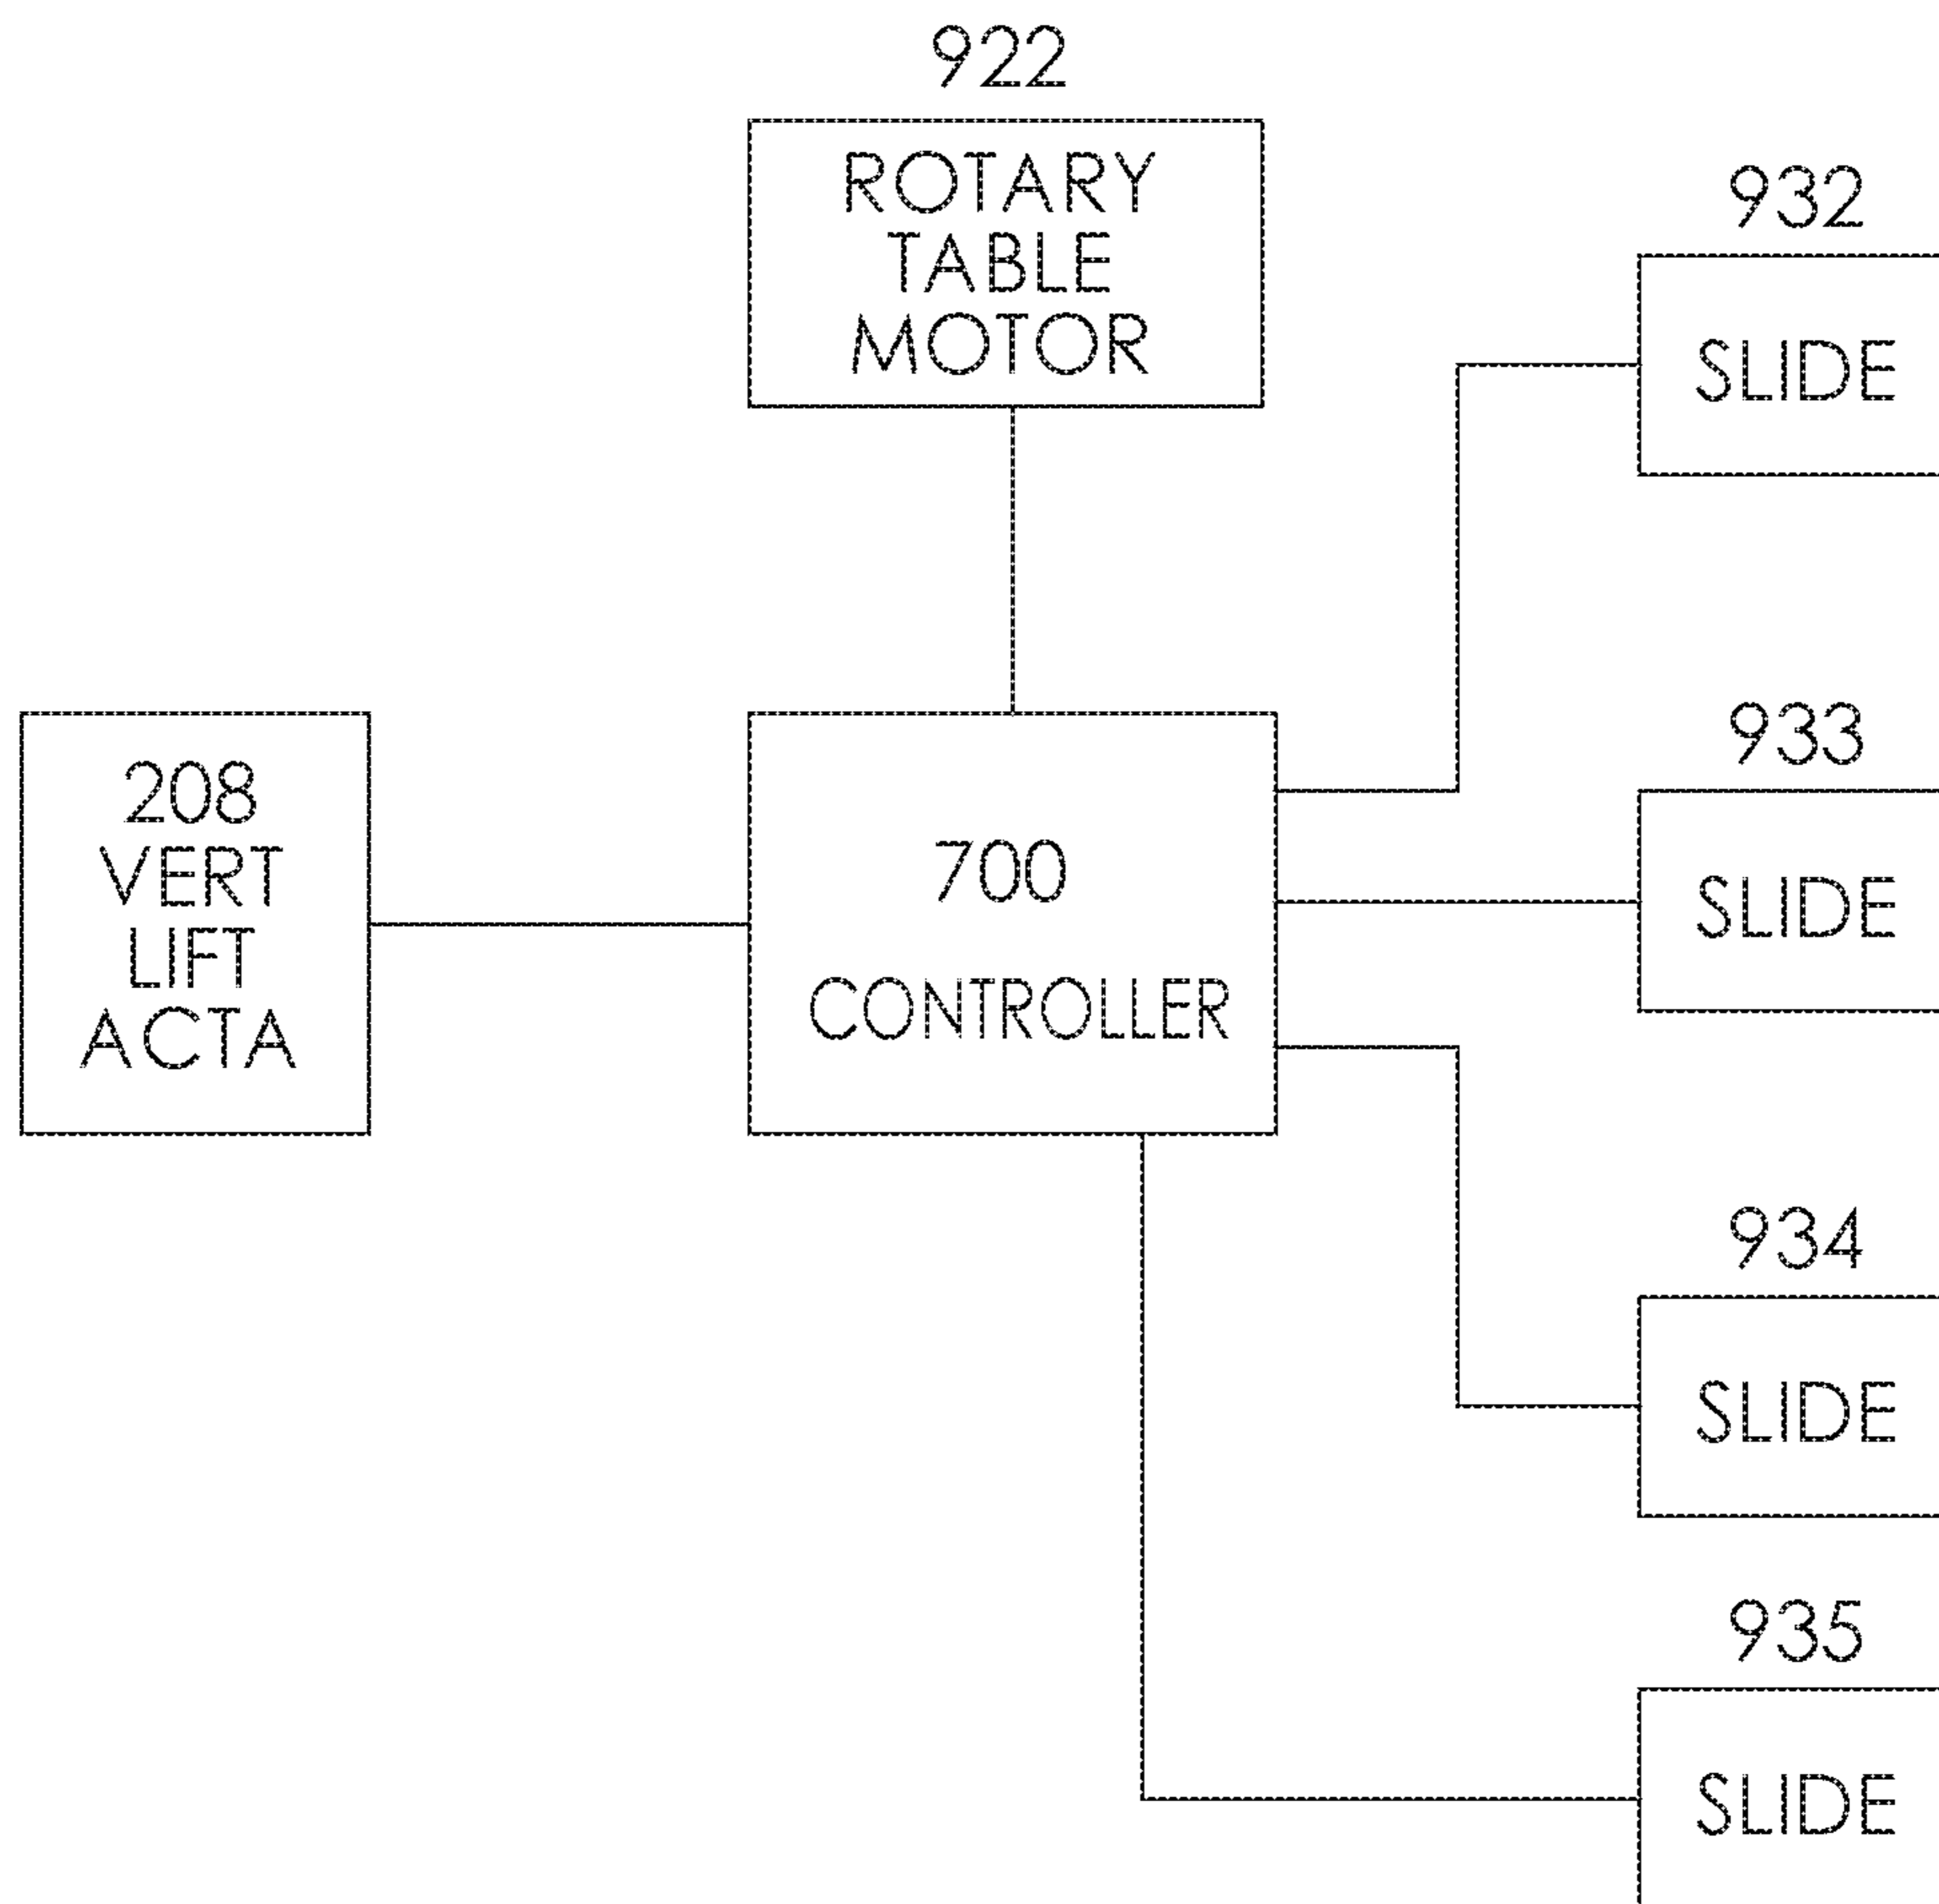 922
ROTARY
TABLE
MOTOR
932
SLIDE
208
VERT
LIFT
ACTA
700
CONTROLLER
933
SLIDE
934
SLIDE
935
SLIDE